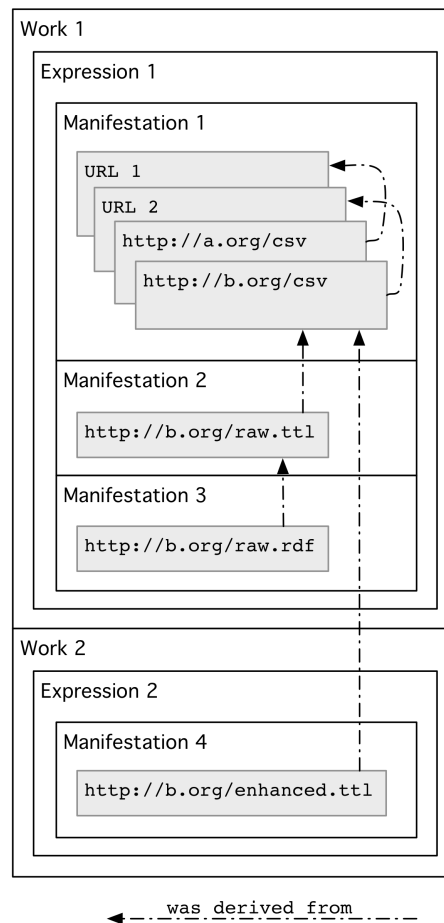 Work 1
Expression 1
Manifestation 1
URL 1
URL 2
http://a.org/csv
http://b.org/csv
Manifestation 2
http://b.org/raw.ttl
Manifestation 3
http://b.org/raw.rdf
Work 2
Expression 2
Manifestation 4
http://b.org/enhanced.ttl
was derived from